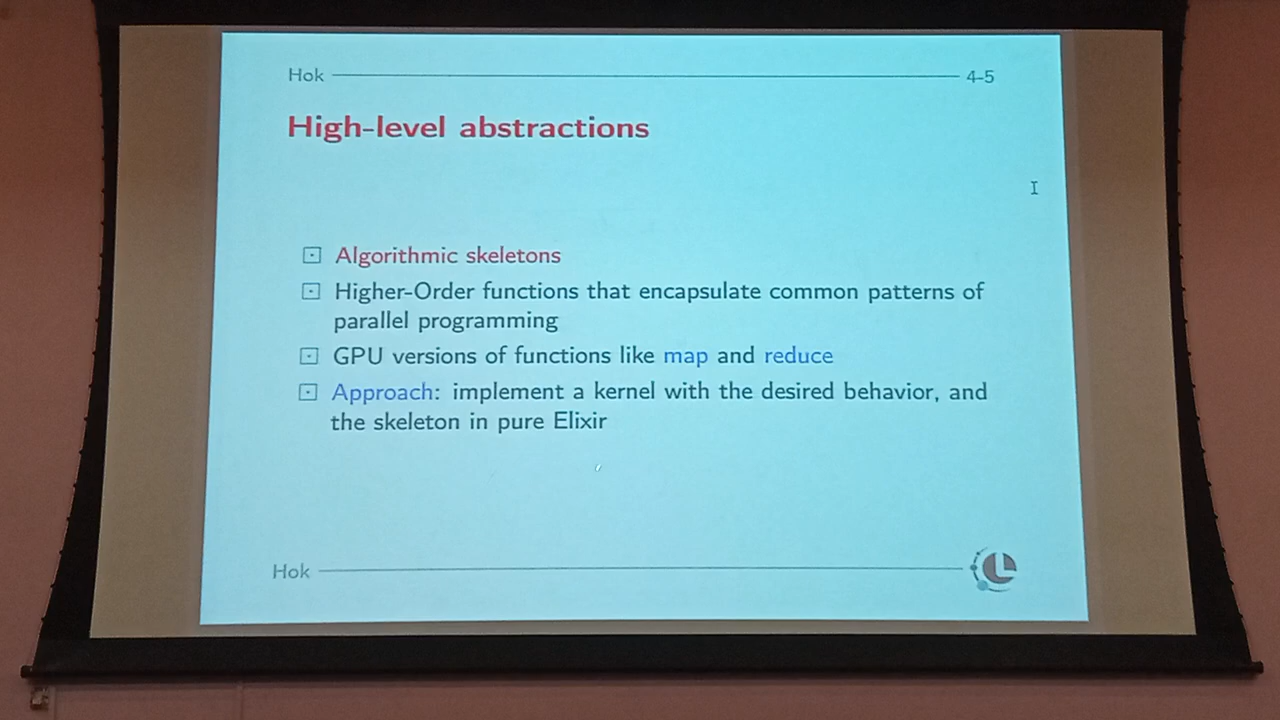 Hok 4-5
High-level abstractions
Algorithmic skeletons
Higher-Order functions that encapsulate common patterns of
parallel programming
GPU versions of functions like map and reduce
Approach: implement a kernel with the desired behavior, and
the skeleton in pure Elixir
Hok